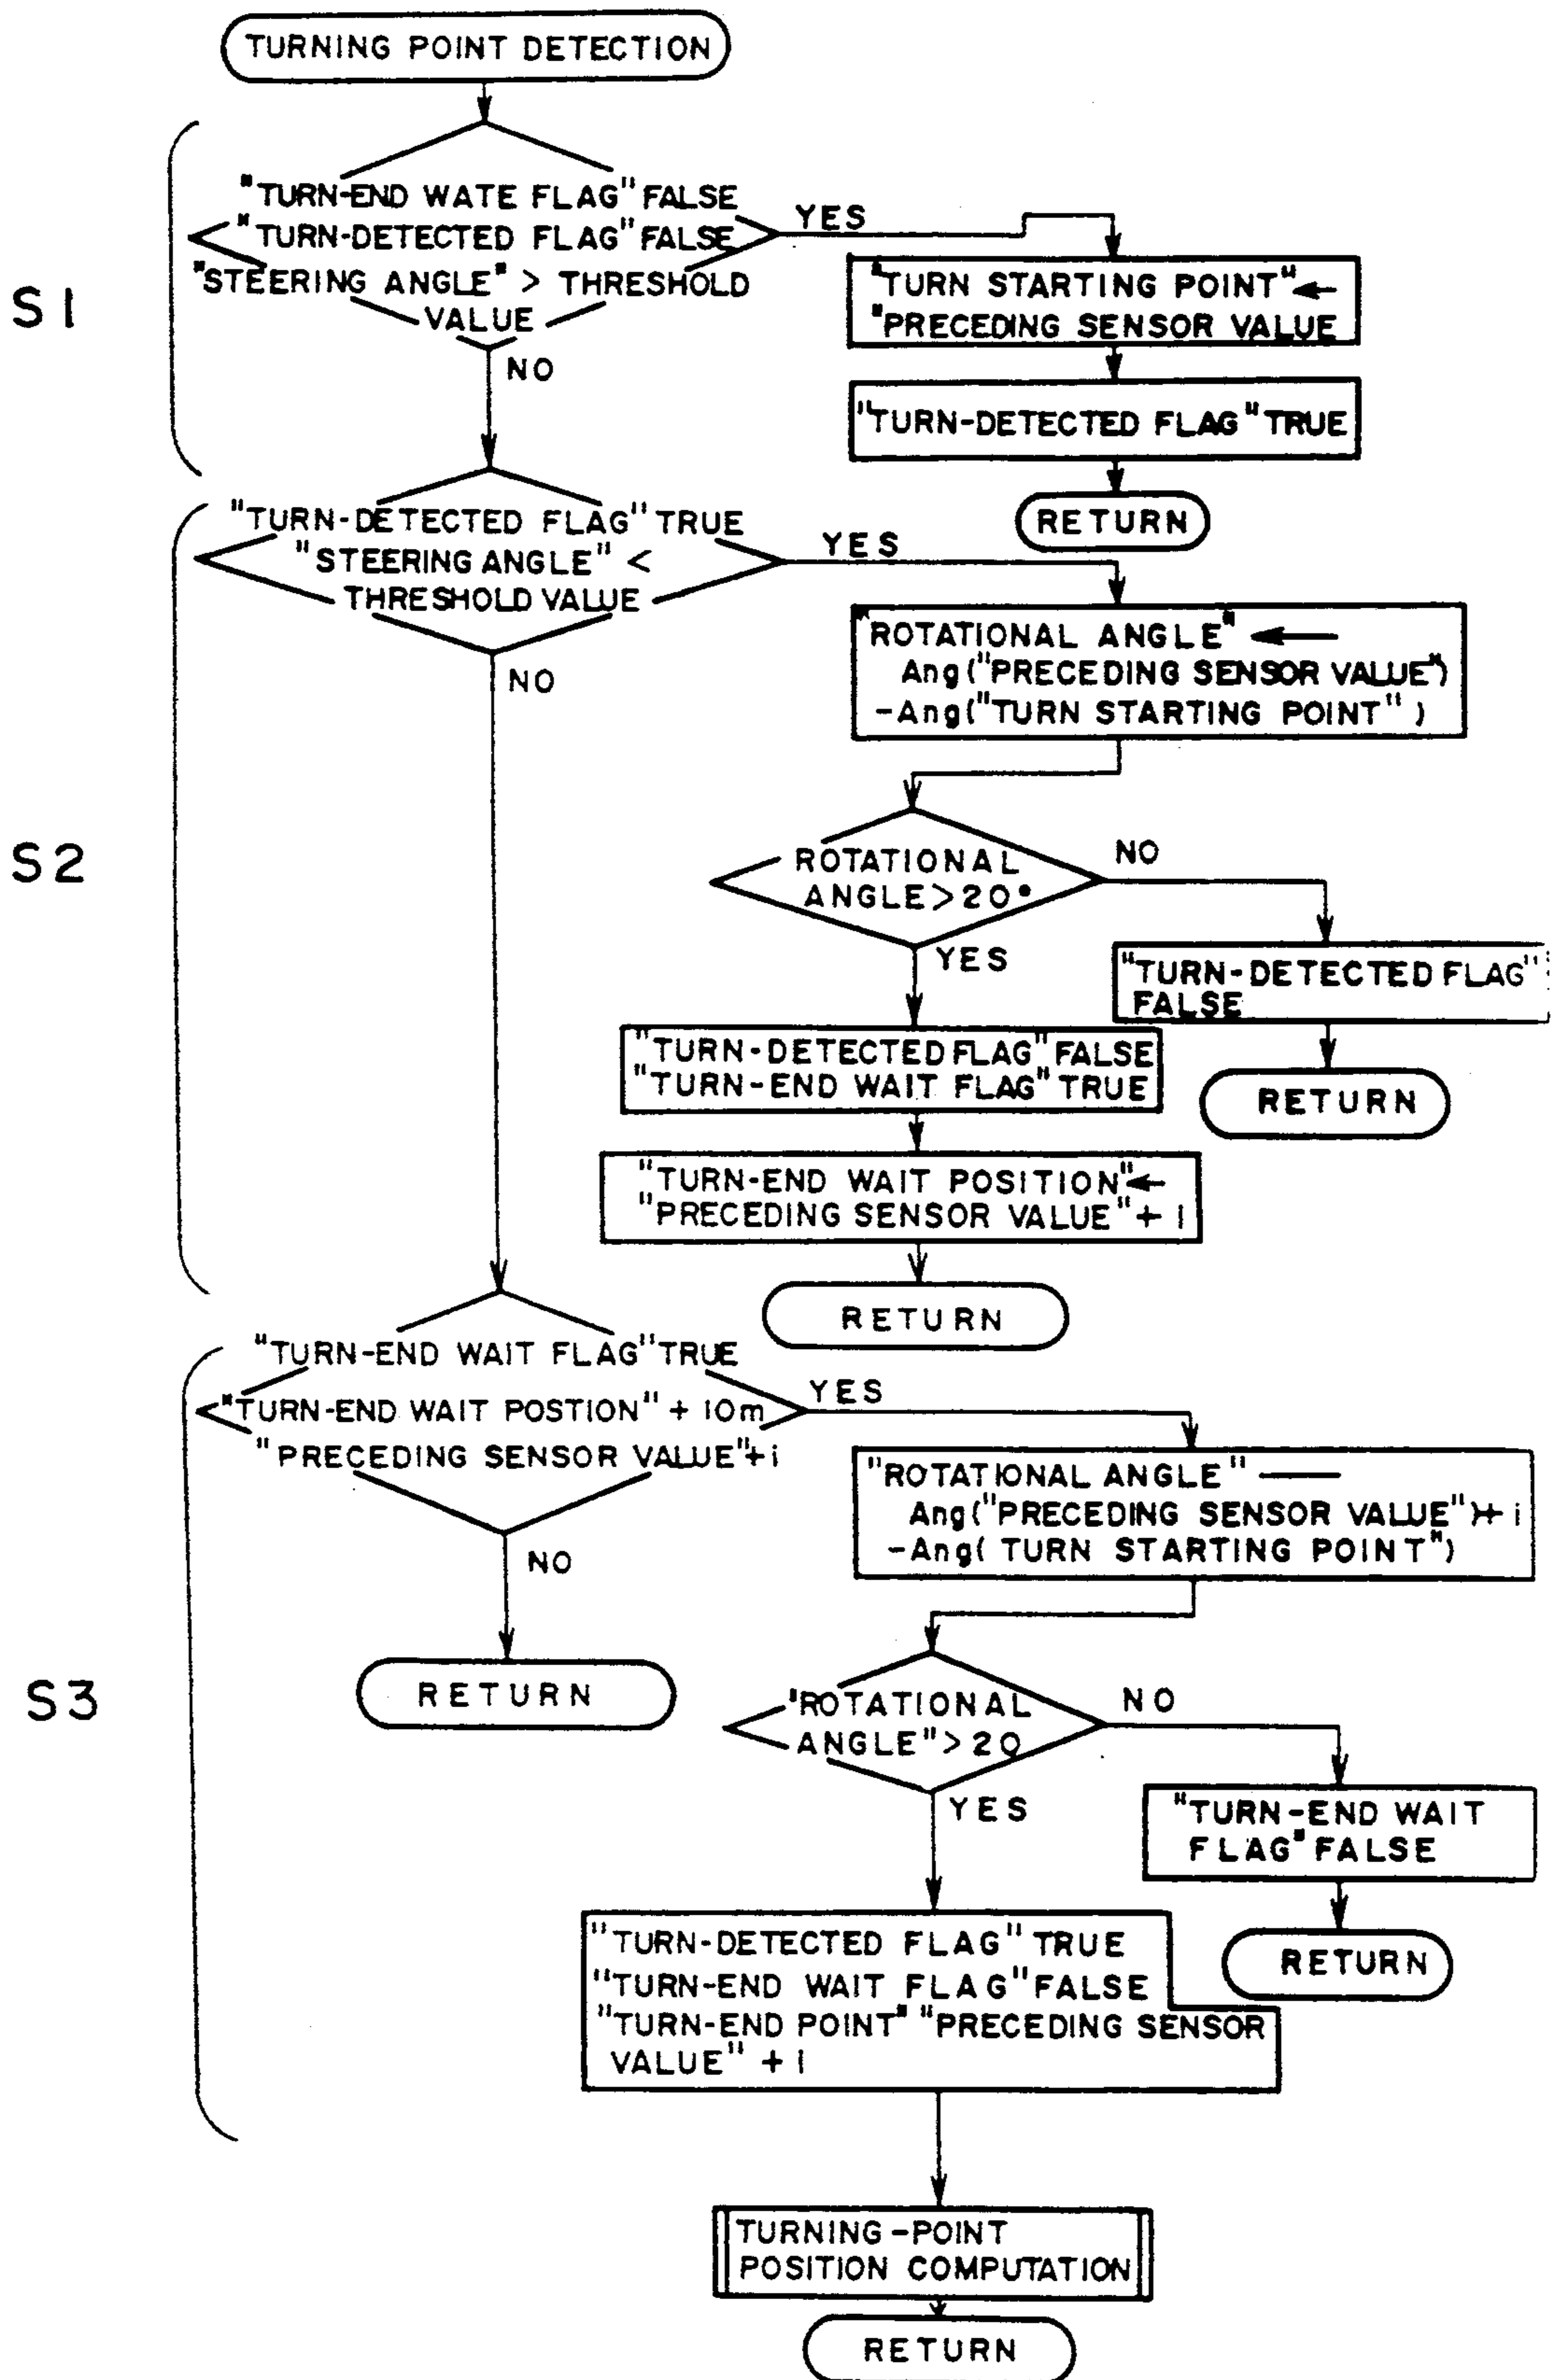 TURNING POINT DETECTION
"TURN-END WATE FLAG" FALSE
"TURN-DETECTED FLAG" FALSE
"STEERING ANGLE" > THRESHOLD
VALUE
YES
NO
S1
"TURN STARTING POINT" ←
"PRECEDING SENSOR VALUE
"TURN-DETECTED FLAG" TRUE
RETURN
"TURN-DETECTED FLAG" TRUE
"STEERING ANGLE" <
THRESHOLD VALUE
YES
NO
S2
"ROTATIONAL ANGLE" ←
Ang ("PRECEDING SENSOR VALUE")
-Ang("TURN STARTING POINT" )
ROTATIONAL
ANGLE > 20°
NO
YES
"TURN-DETECTED FLAG"
FALSE
RETURN
"TURN-DETECTED FLAG" FALSE
"TURN-END WAIT FLAG" TRUE
"TURN-END WAIT POSITION" ←
"PRECEDING SENSOR VALUE" + i
RETURN
"TURN-END WAIT FLAG" TRUE
"TURN-END WAIT POSTION" + 10m
"PRECEDING SENSOR VALUE" + i
YES
NO
RETURN
S3
"ROTATIONAL ANGLE" —
Ang ("PRECEDING SENSOR VALUE") + i
-Ang( TURN STARTING POINT")
"ROTATIONAL
ANGLE" > 20
NO
YES
"TURN-END WAIT
FLAG" FALSE
RETURN
"TURN-DETECTED FLAG" TRUE
"TURN-END WAIT FLAG" FALSE
"TURN-END POINT" "PRECEDING SENSOR
VALUE" + i
TURNING-POINT
POSITION COMPUTATION
RETURN